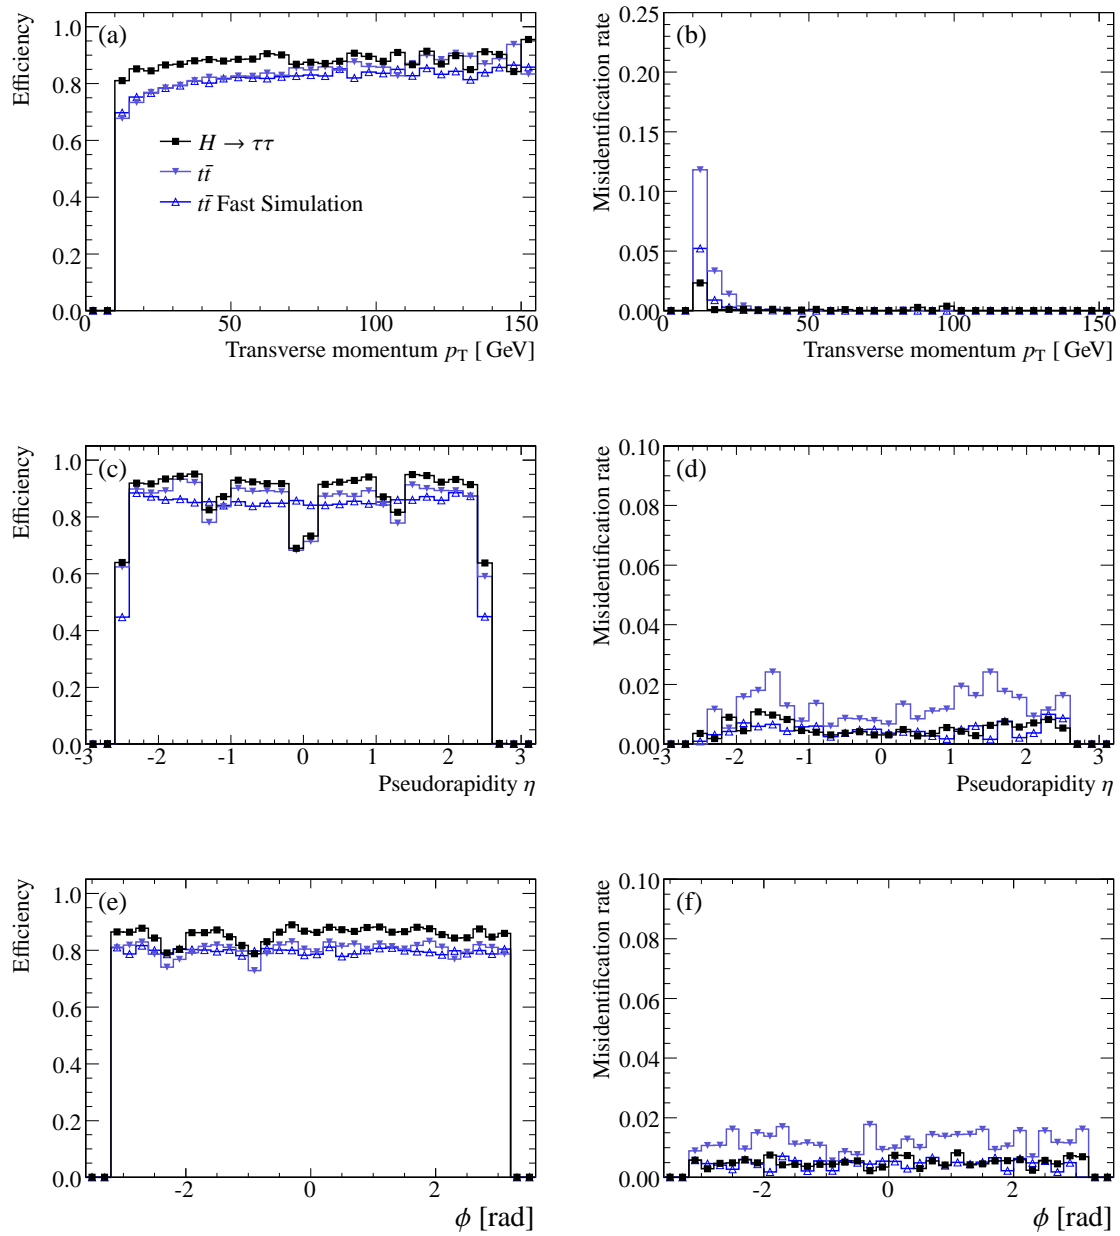 (a)
Efficiency
1.0
0.8
0.6
0.4
0.2
0.0
H → ττ
tt̄
tt̄ Fast Simulation
0 50 100 150
Transverse momentum pT [ GeV]
(b)
Misidentification rate
0.25
0.20
0.15
0.10
0.05
0.00
0 50 100 150
Transverse momentum pT [ GeV]
(c)
Efficiency
1.0
0.8
0.6
0.4
0.2
0.0
-2 -1 0 1 2 3
Pseudorapidity η
(d)
Misidentification rate
0.10
0.08
0.06
0.04
0.02
0.00
-3 -2 -1 0 1 2 3
Pseudorapidity η
(e)
Efficiency
1.0
0.8
0.6
0.4
0.2
0.0
-2 0 2
ϕ [rad]
(f)
Misidentification rate
0.10
0.08
0.06
0.04
0.02
0.00
-2 0 2
ϕ [rad]